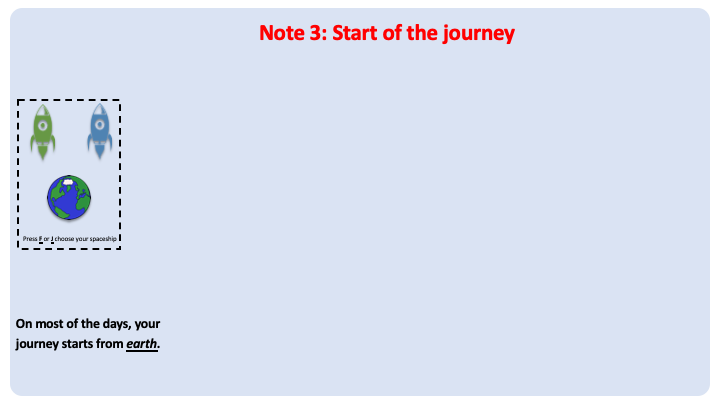 Note 3: Start of the journey
Press F or J choose your spaceship
On most of the days, your
journey starts from earth.